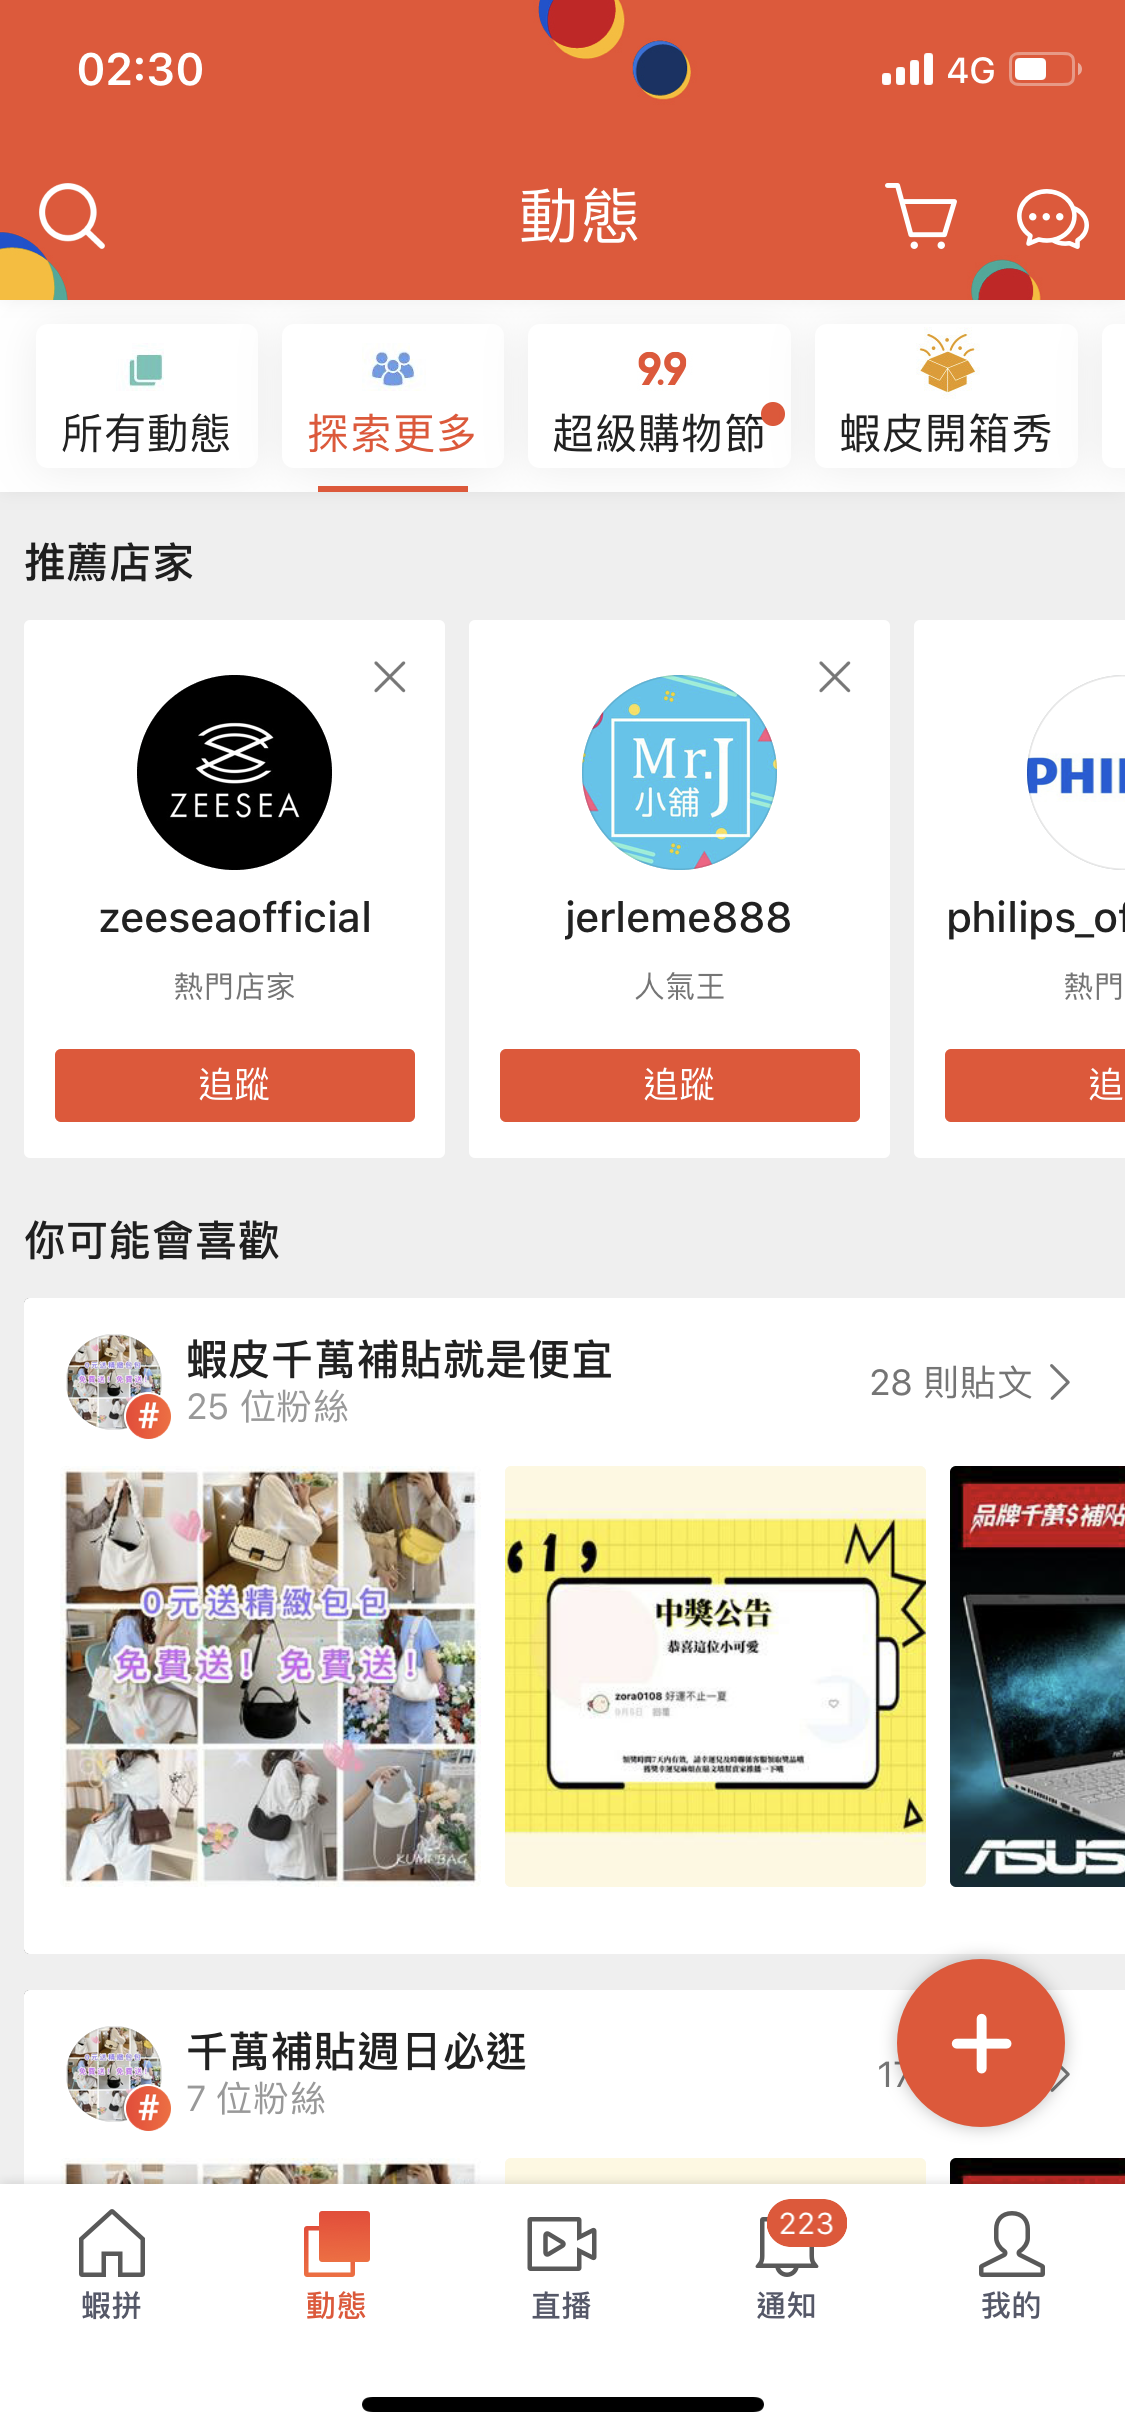 02:30
4G
動態
所有動態
探索更多
9.9
超級購物節
蝦皮開箱秀
推薦店家
ZEESEA
Mr.J
小舖
PHI
zeeseaofficial
jerleme888
philips_of
熱門店家
人氣王
熱門
追蹤
追蹤
追
你可能會喜歡
蝦皮千萬補貼就是便宜
25 位粉絲
28 則貼文
0元送精緻包包
免費送！免費送！
KUMI BAG
中獎公告
恭喜這位小可愛
zora0108 好運不止一夏
9月5日 回覆
品牌千萬$補貼
ASUS
千萬補貼週日必逛
7 位粉絲
17
蝦拼
動態
直播
223
通知
我的